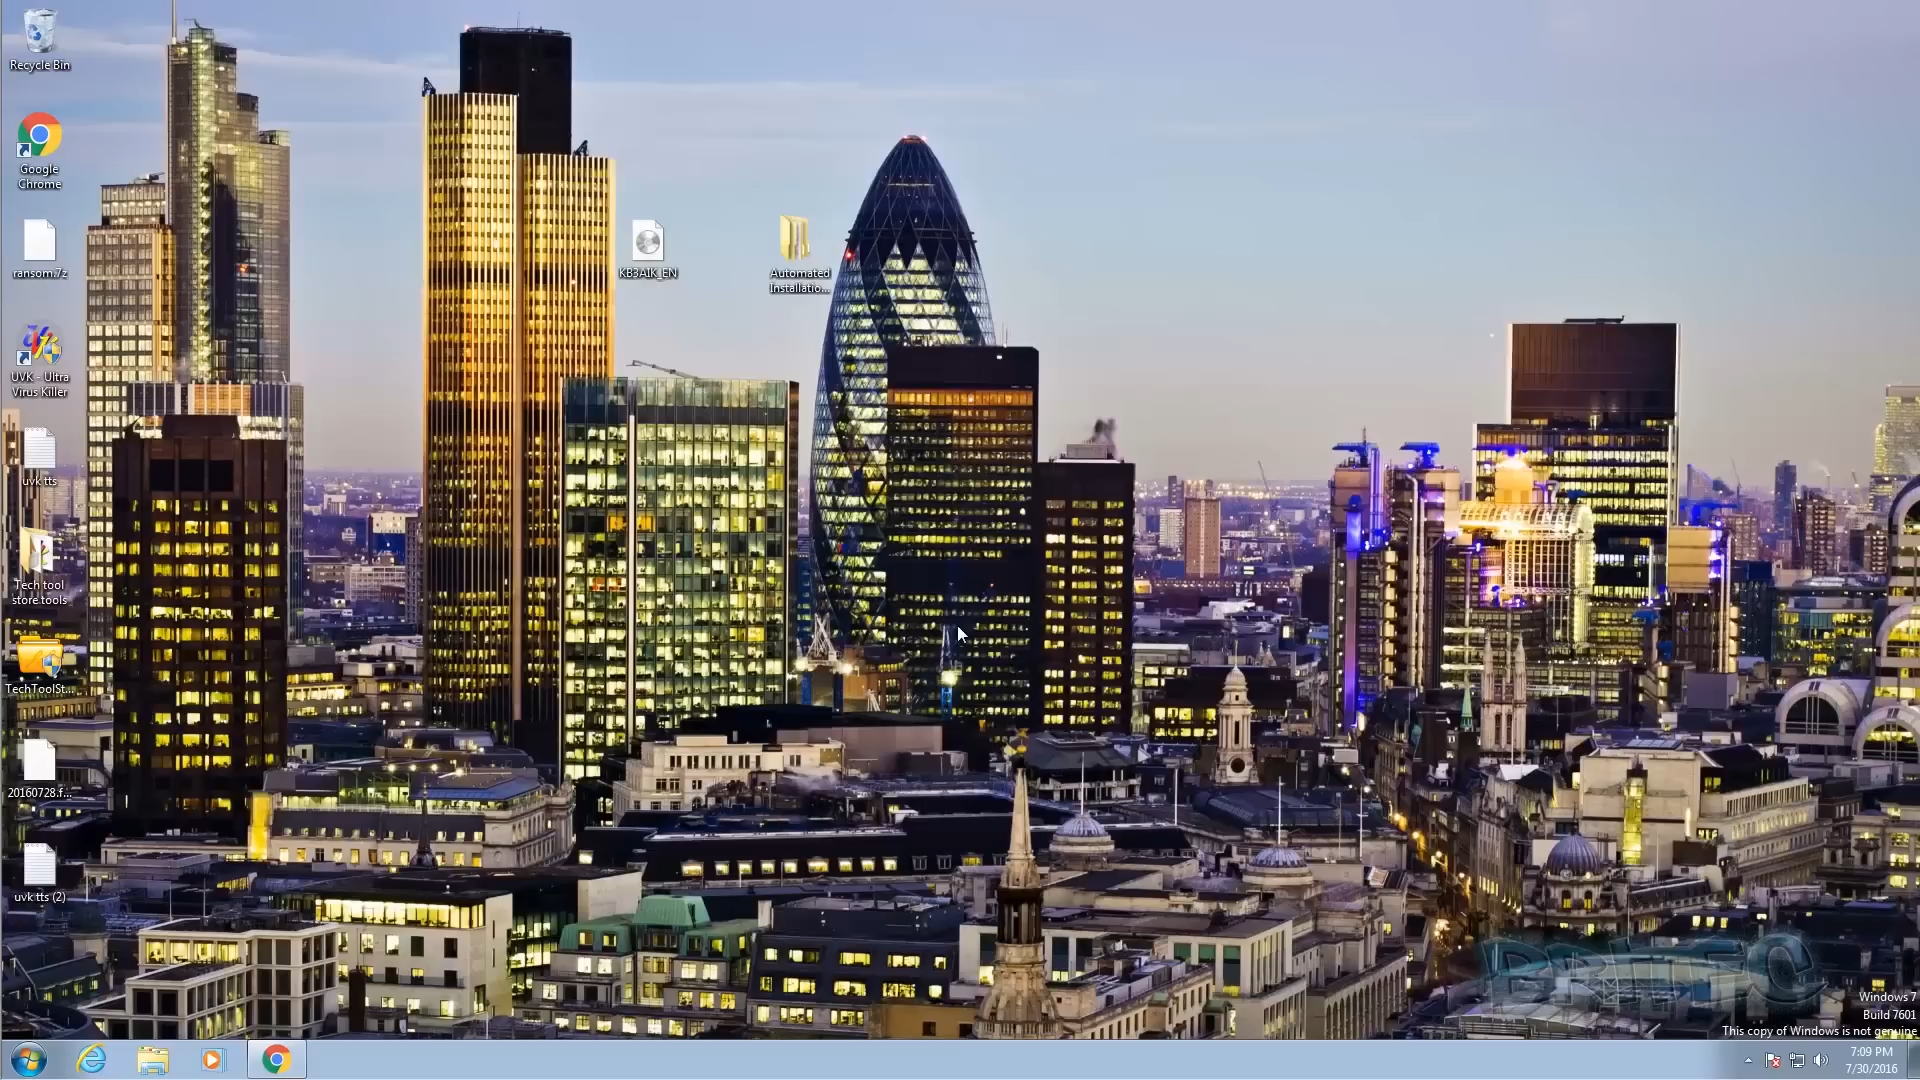 Recycle Bin
Google
Chrome
ransom.7z
UVK - Ultra
Virus Killer
uvk tts
Tech tool
store.tools
TechToolSt...
20160728.f...
uvk tts (2)
KB3AIK_EN
Automated
Installatio...
BRITEC
Windows 7
Build 7601
This copy of Windows is not genuine
7:09 PM
7/30/2016